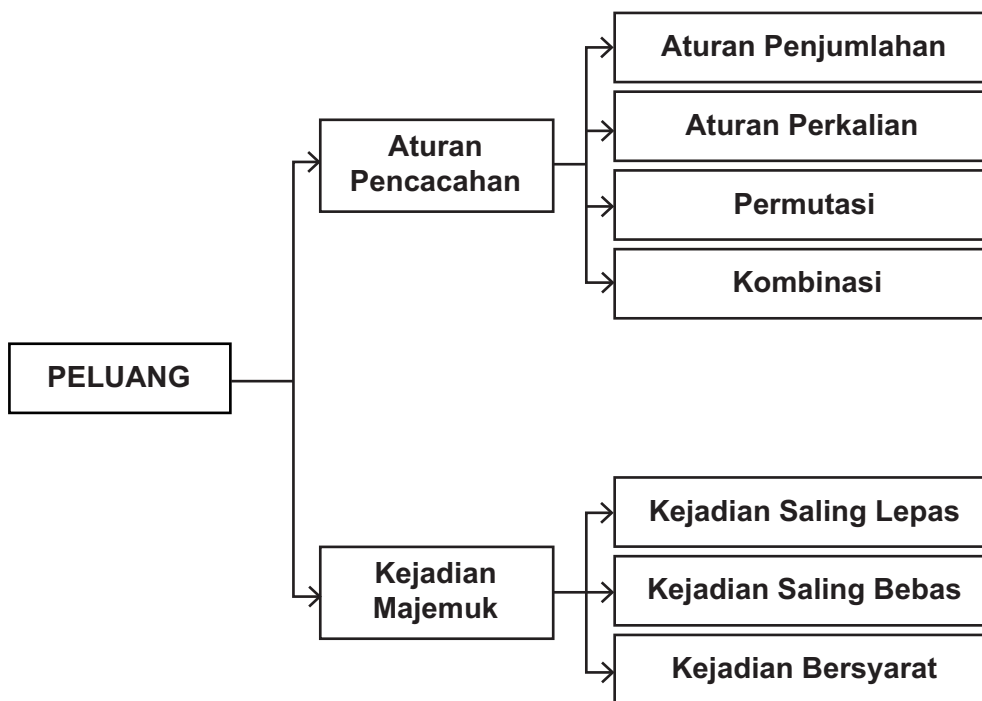 PELUANG
Aturan
Pencacahan
Aturan Penjumlahan
Aturan Perkalian
Permutasi
Kombinasi
Kejadian
Majemuk
Kejadian Saling Lepas
Kejadian Saling Bebas
Kejadian Bersyarat